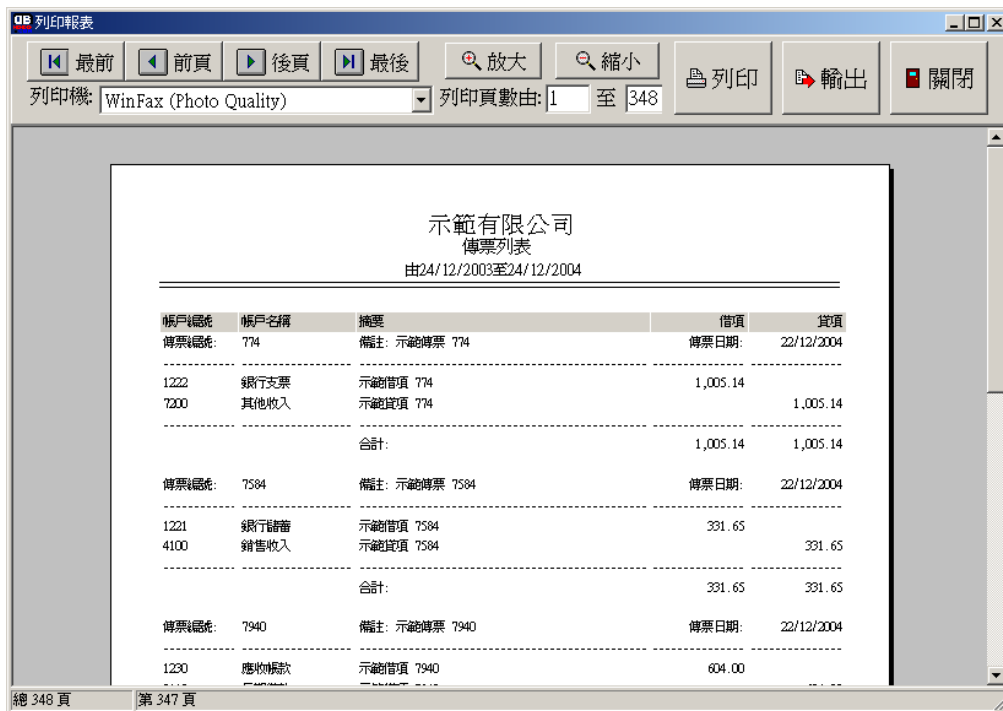 QB 列印報表
最前 前頁 後頁 最後 放大 縮小 列印 輸出 關閉
列印機: WinFax (Photo Quality) 列印頁數由: 1 至 348
示範有限公司
傳票列表
由24/12/2003至24/12/2004
帳戶編號 帳戶名稱 摘要 借項 貸項
傳票編號: 774 備註: 示範傳票 774 傳票日期: 22/12/2004
1222 銀行支票 示範借項 774 1,005.14
7200 其他收入 示範貸項 774 1,005.14
合計: 1,005.14 1,005.14
傳票編號: 7584 備註: 示範傳票 7584 傳票日期: 22/12/2004
1221 銀行儲蓄 示範借項 7584 331.65
4100 銷售收入 示範貸項 7584 331.65
合計: 331.65 331.65
傳票編號: 7940 備註: 示範傳票 7940 傳票日期: 22/12/2004
1230 應收帳款 示範借項 7940 604.00
總 348 頁 第 347 頁